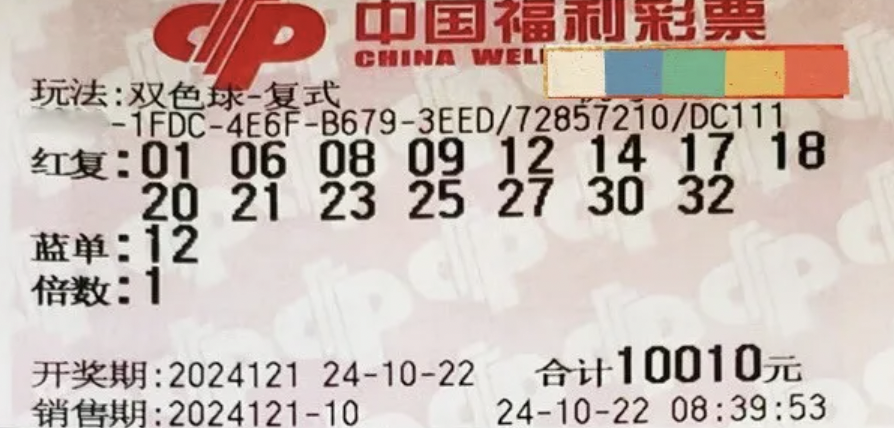 中国福利彩票
CHINA WEL
玩法:双色球-复式
-1FDC-4E6F-B679-3EED/72857210/DC111
红复:01 06 08 09 12 14 17 18
20 21 23 25 27 30 32
蓝单:12
倍数:1
开奖期:2024121 24-10-22 合计10010元
销售期:2024121-10 24-10-22 08:39:53